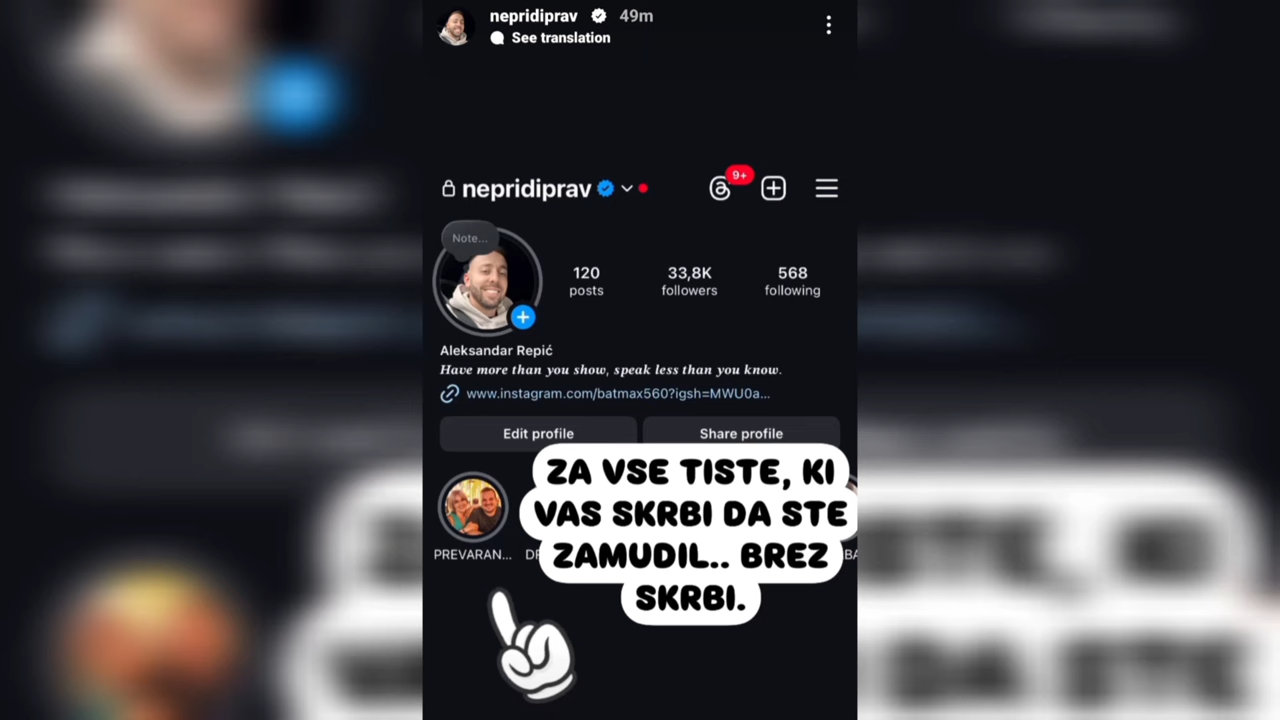 nepridiprav 49m
See translation
nepridiprav
9+
Note...
120
posts
33,8K
followers
568
following
Aleksandar Repić
Have more than you show, speak less than you know.
www.instagram.com/batmax560?igsh=MWU0a...
Edit profile
Share profile
ZA VSE TISTE, KI
VAS SKRBI DA STE
ZAMUDIL.. BREZ
SKRBI.
PREVARAN...